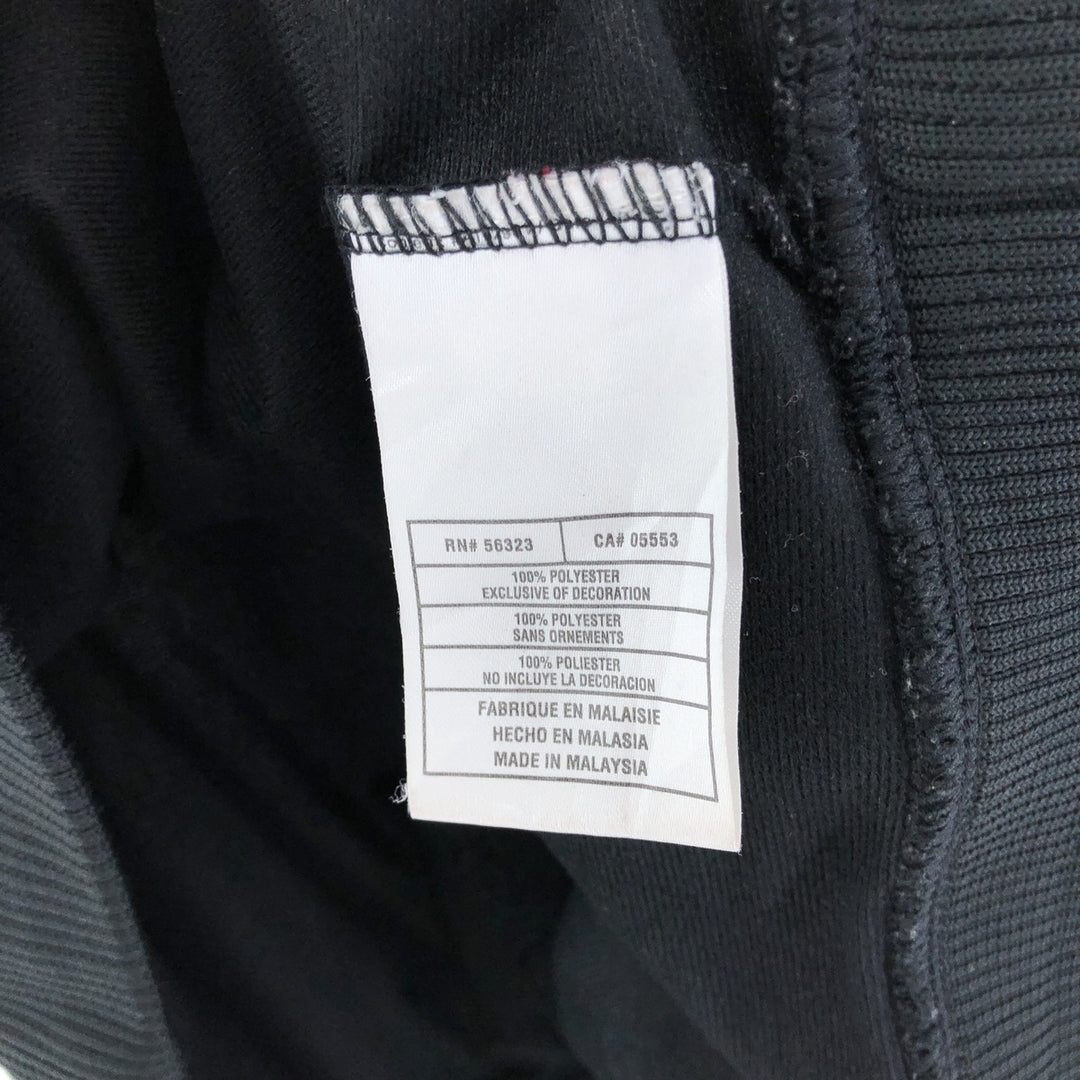 RN# 56323 CA# 05553
100% POLYESTER
EXCLUSIVE OF DECORATION
100% POLYESTER
SANS ORNEMENTS
100% POLIESTER
NO INCLUYE LA DECORACION
FABRIQUE EN MALAISIE
HECHO EN MALASIA
MADE IN MALAYSIA